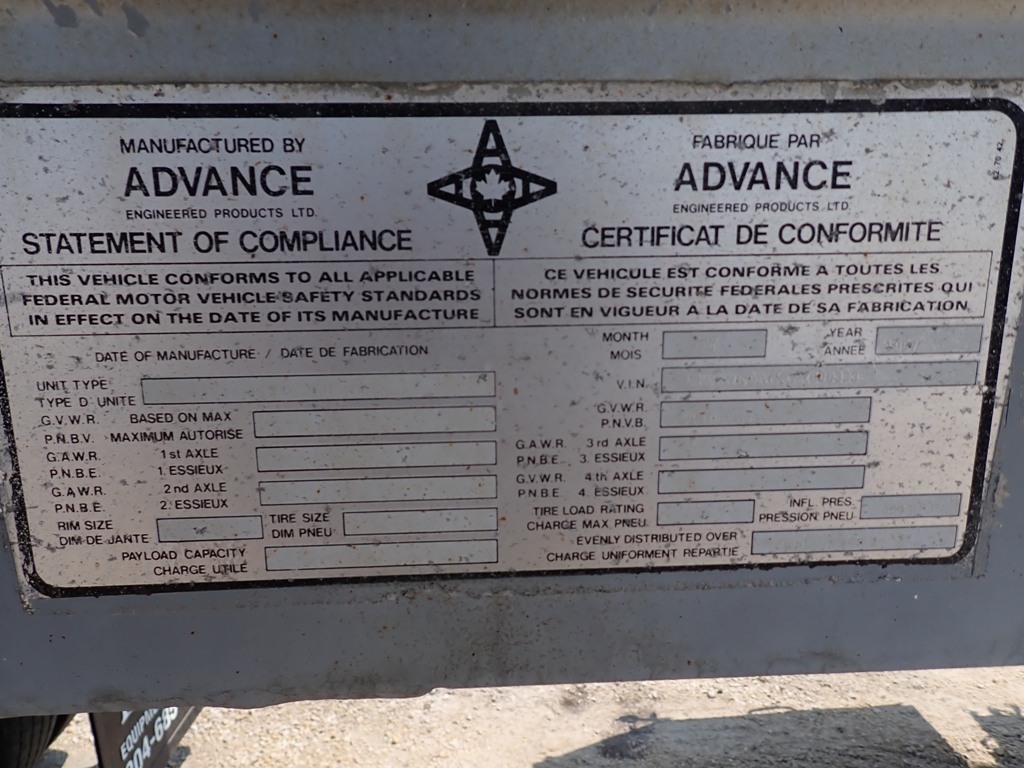 MANUFACTURED BY
ADVANCE
ENGINEERED PRODUCTS LTD.
STATEMENT OF COMPLIANCE
FABRIQUE PAR
ADVANCE
ENGINEERED PRODUCTS LTD
CERTIFICAT DE CONFORMITE
THIS VEHICLE CONFORMS TO ALL APPLICABLE
FEDERAL MOTOR VEHICLE SAFETY STANDARDS
IN EFFECT ON THE DATE OF ITS MANUFACTURE
CE VEHICULE EST CONFORME A TOUTES LES
NORMES DE SECURITE FEDERALES PRESCRITES QUI
SONT EN VIGUEUR A LA DATE DE SA FABRICATION
DATE OF MANUFACTURE / DATE DE FABRICATION
MONTH
MOIS
YEAR
ANNEE
UNIT TYPE
TYPE D UNITE
V.I.N.
G.V.W.R. BASED ON MAX
P.N.B.V. MAXIMUM AUTORISE
G.V.W.R.
P.N.V.B.
G.A.W.R. 1st AXLE
P.N.B.E. 1. ESSIEUX
G.A.W.R. 3rd AXLE
P.N.B.E. 3. ESSIEUX
G.A.W.R. 2nd AXLE
P.N.B.E. 2. ESSIEUX
G.V.W.R. 4th AXLE
P.N.B.E. 4. ESSIEUX
RIM SIZE
DIM DE JANTE
TIRE SIZE
DIM PNEU
TIRE LOAD RATING
CHARGE MAX. PNEU
INFL. PRES.
PRESSION PNEU
PAYLOAD CAPACITY
CHARGE UTILE
EVENLY DISTRIBUTED OVER
CHARGE UNIFORMENT REPARTIE